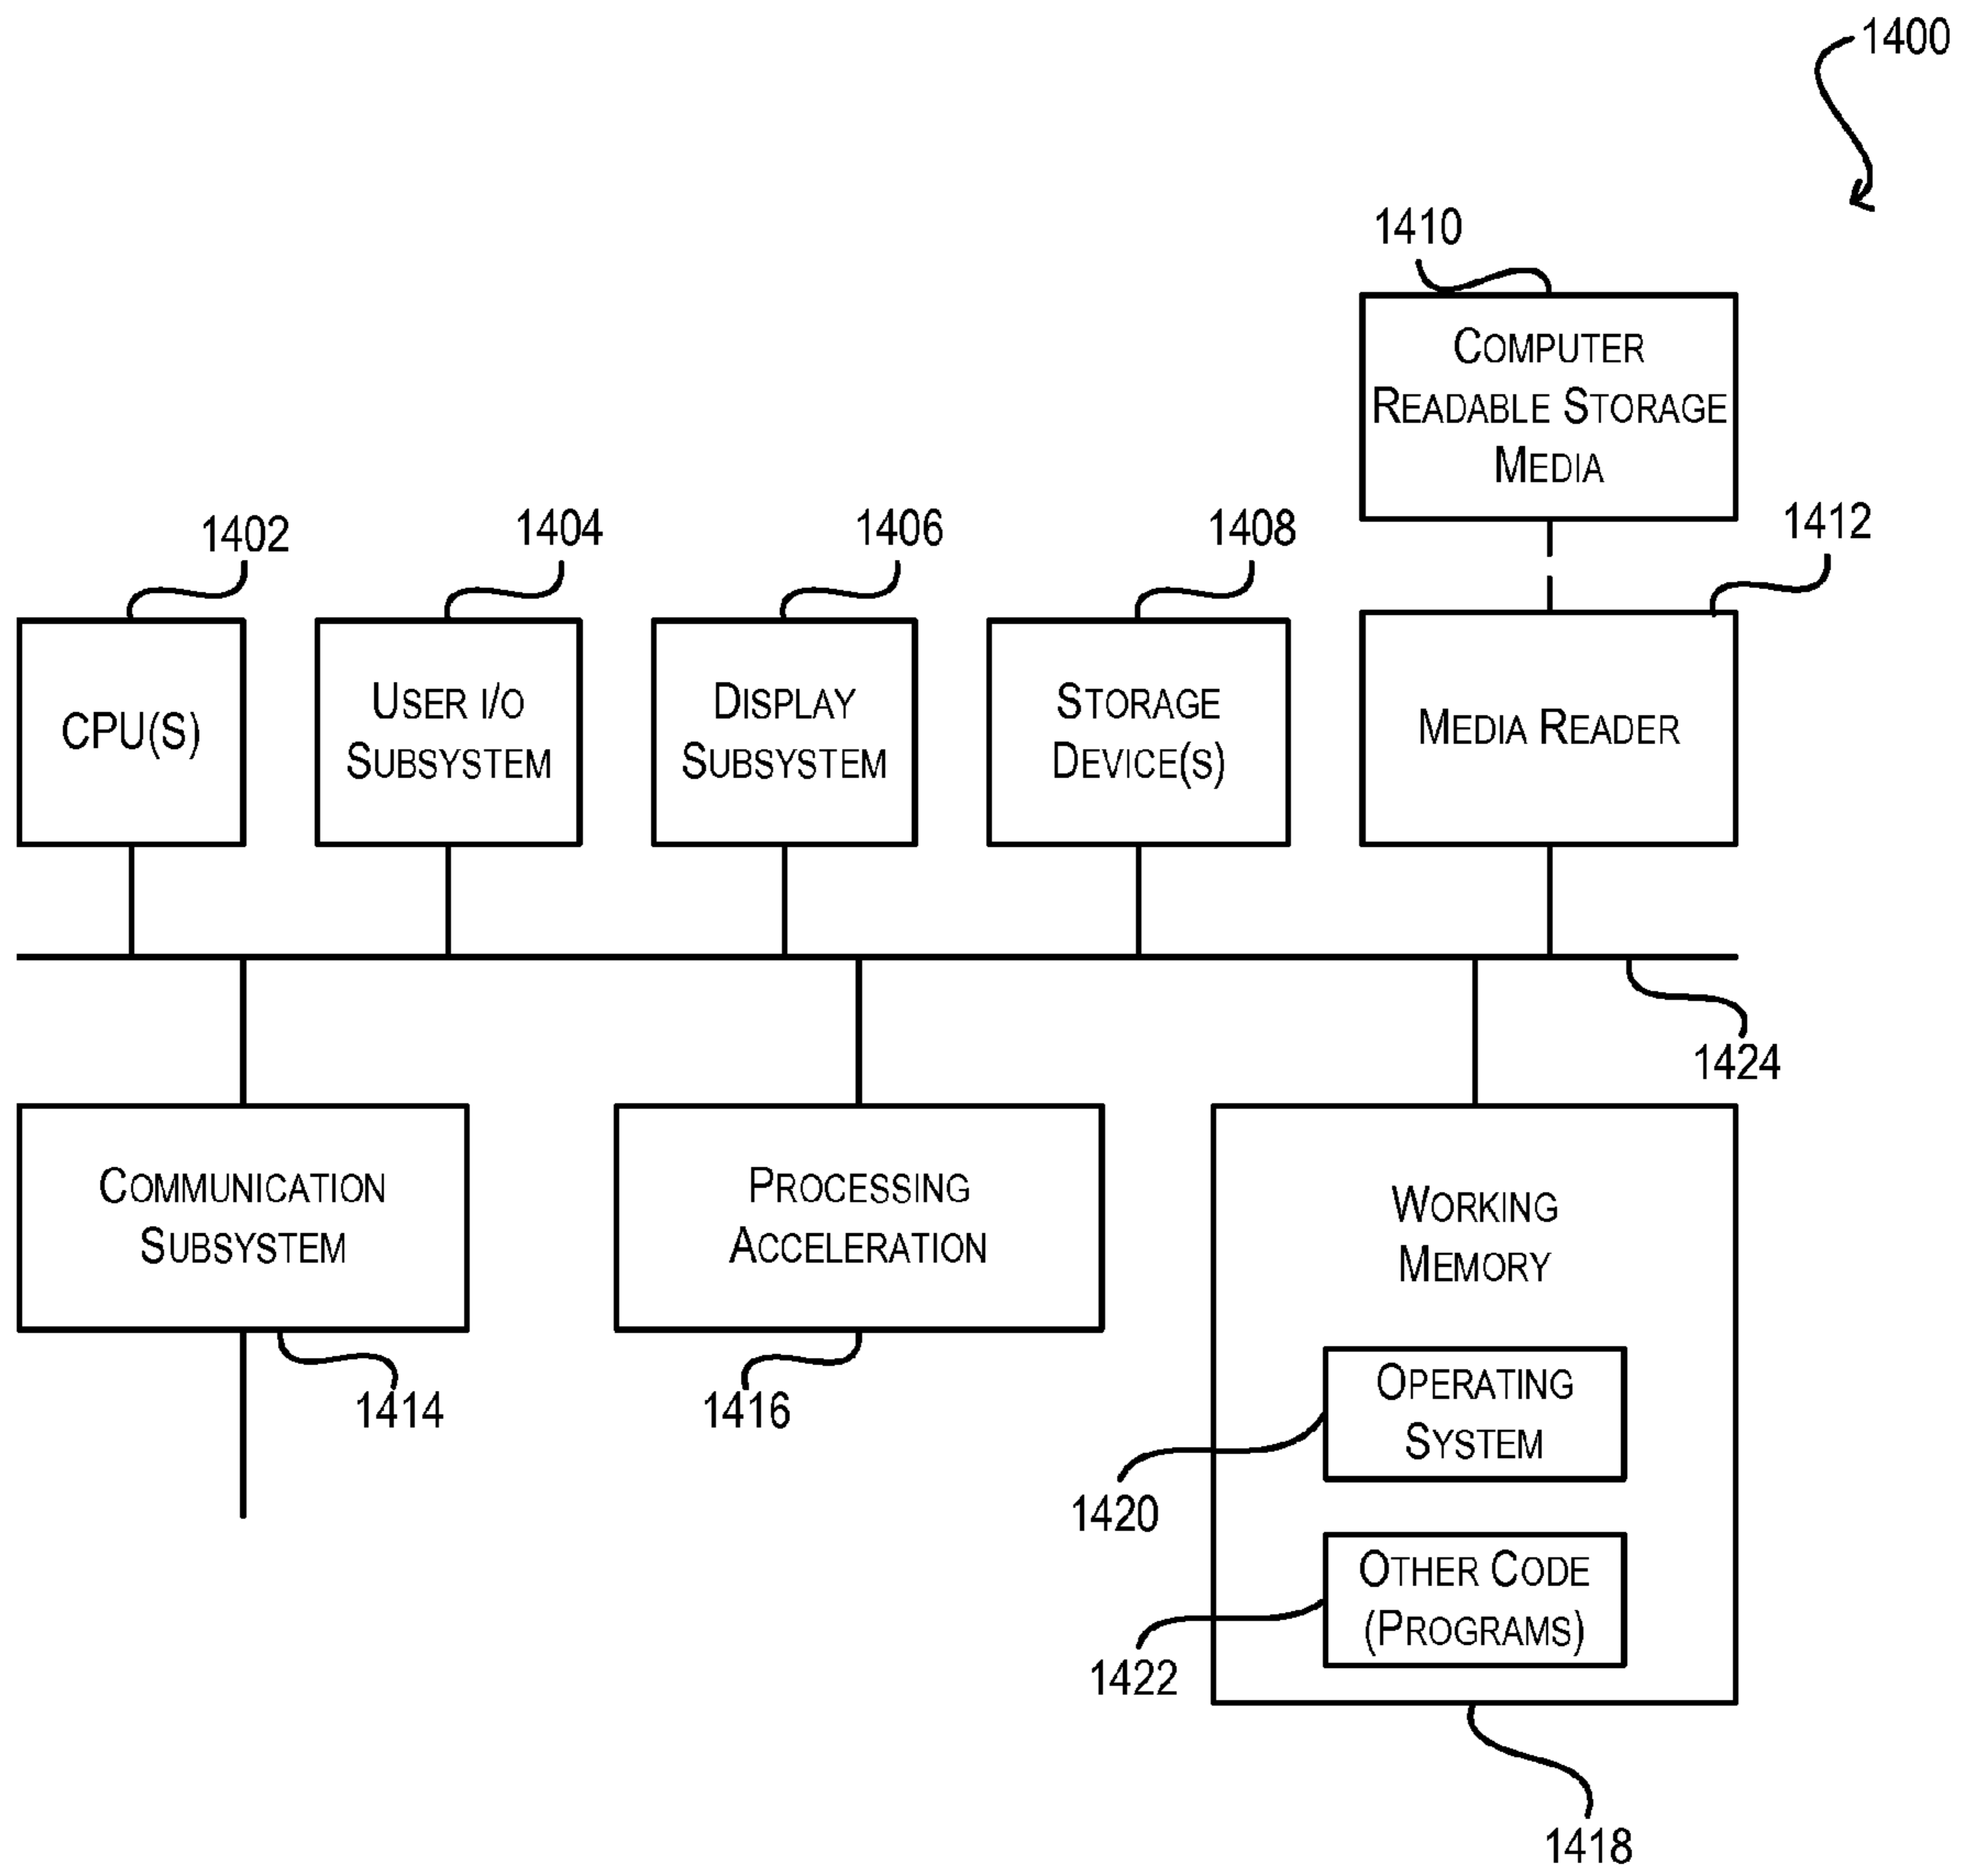 1400
1410
Computer
Readable Storage
Media
1402
1404
1406
1408
1412
CPU(s)
User i/o
Subsystem
Display
Subsystem
Storage
Device(s)
Media Reader
1424
Communication
Subsystem
1414
Processing
Acceleration
1416
Working
Memory
Operating
System
1420
Other Code
(Programs)
1422
1418